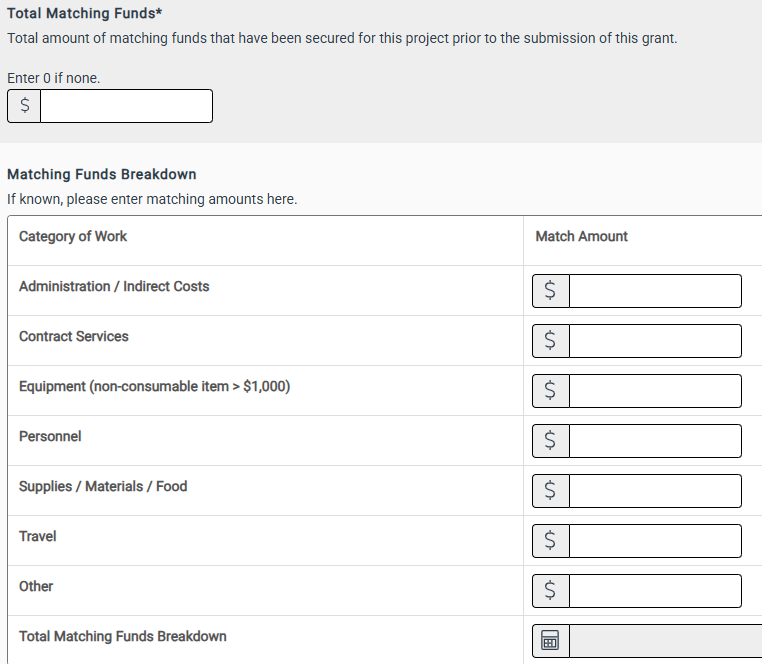 Total Matching Funds*
Total amount of matching funds that have been secured for this project prior to the submission of this grant.
Enter 0 if none.
$
Matching Funds Breakdown
If known, please enter matching amounts here.
Category of Work
Match Amount
Administration / Indirect Costs
$
Contract Services
$
Equipment (non-consumable item > $1,000)
$
Personnel
$
Supplies / Materials / Food
$
Travel
$
Other
$
Total Matching Funds Breakdown